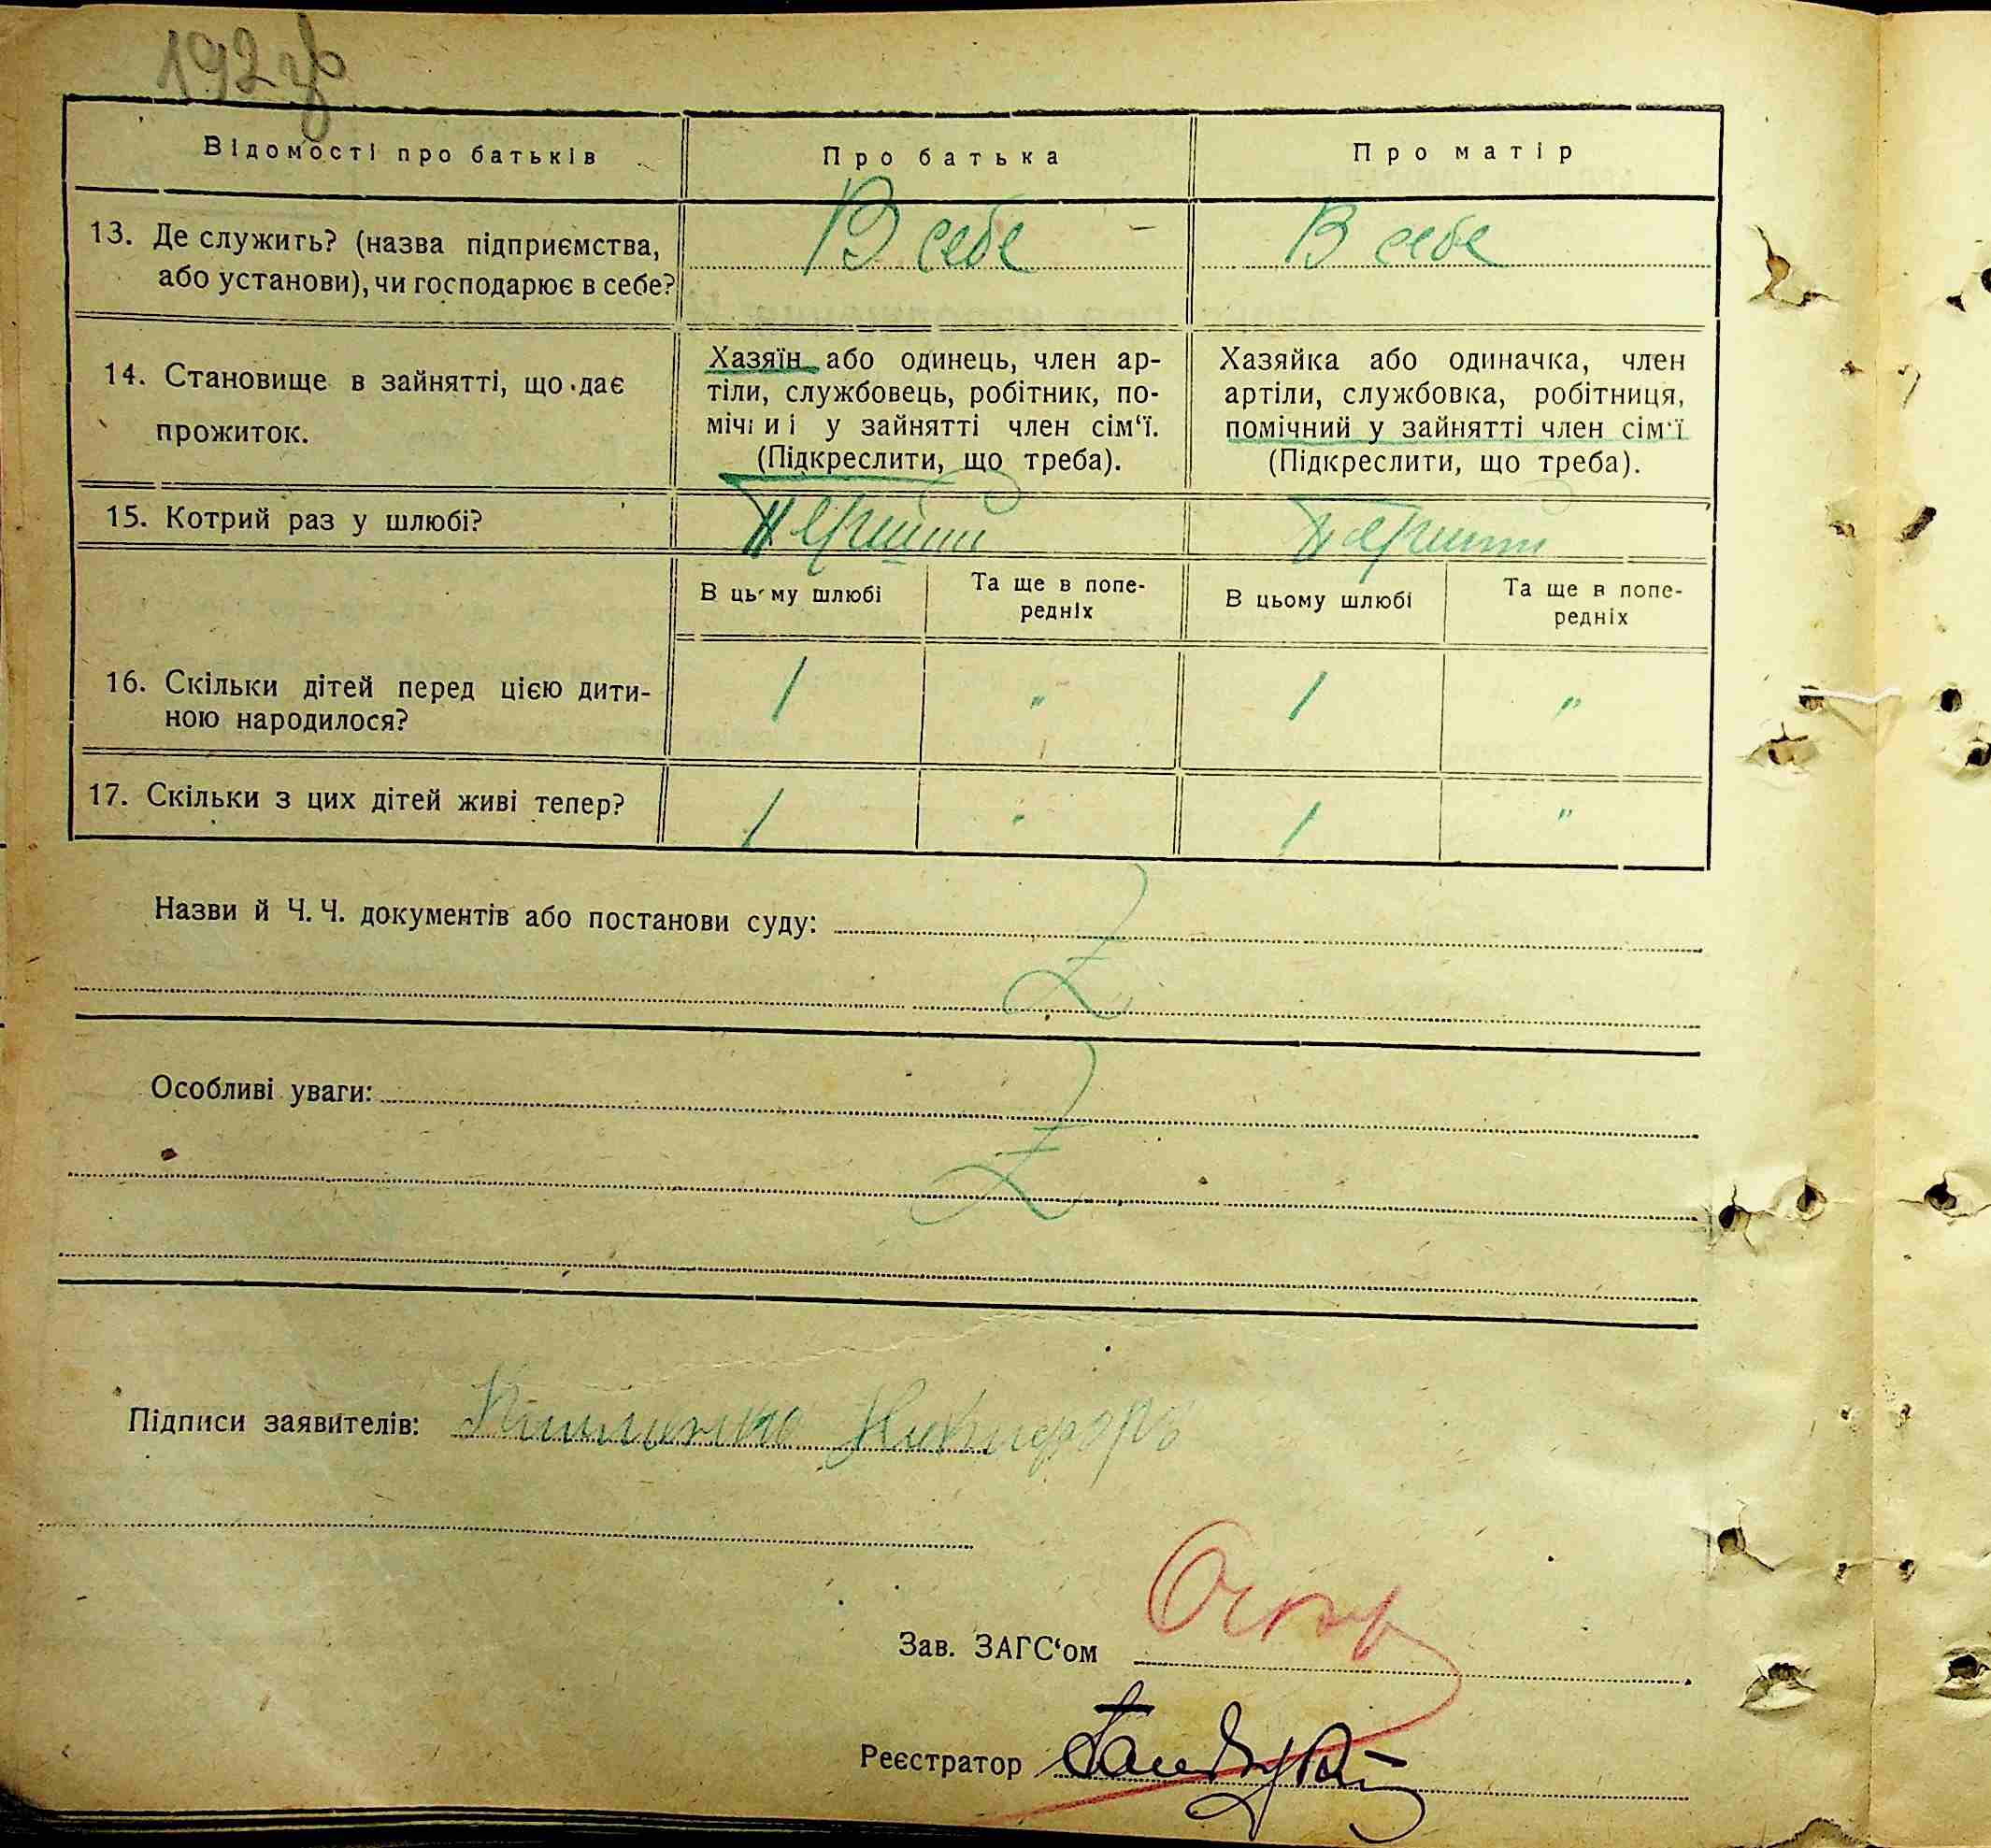 192 зв
Відомості про батьків
Про батька
Про матір
13. Де служить? (назва підприємства,
або установи), чи господарює в себе?
В себе –
В себе
14. Становище в зайнятті, що дає
прожиток.
Хазяїн або одинець, член ар-
тіли, службовець, робітник, по-
мічний у зайнятті член сім‘ї.
(Підкреслити, що треба).
Хазяйка або одиначка, член
артіли, службовка, робітниця,
помічний у зайнятті член сім‘ї
(Підкреслити, що треба).
15. Котрий раз у шлюбі?
Перший
Перший
В цьому шлюбі
Та ще в попе-
редніх
В цьому шлюбі
Та ще в попе-
редніх
16. Скільки дітей перед цією дити-
ною народилося?
1 " 1 "
17. Скільки з цих дітей живі тепер?
1 " 1 "
Назви й Ч. Ч. документів або постанови суду:
Z
Особливі уваги:
Z
Підписи заявителів:
Зав. ЗАГС‘ом
Реєстратор